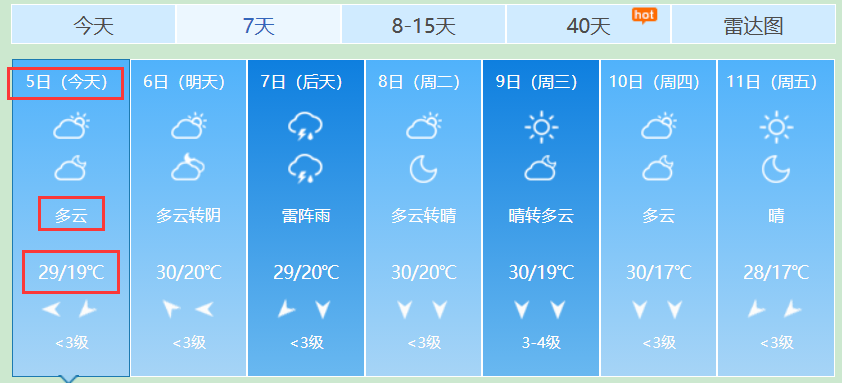 今天
7天
8-15天
40天
hot
雷达图
5日（今天）
6日（明天）
7日（后天）
8日（周二）
9日（周三）
10日（周四）
11日（周五）
多云
多云转阴
雷阵雨
多云转晴
晴转多云
多云
晴
29/19℃
30/20℃
29/20℃
30/20℃
30/19℃
30/17℃
28/17℃
<3级
<3级
<3级
<3级
3-4级
<3级
<3级